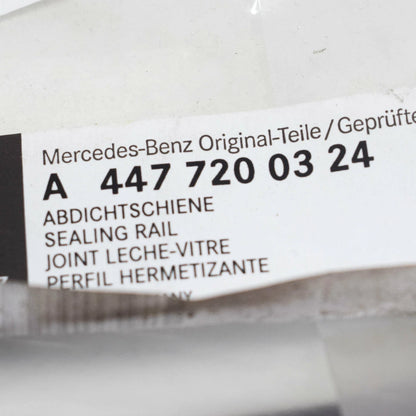 Mercedes-Benz Original-Teile/Geprüfte
A 447 720 03 24
ABDICHTSCHIENE
SEALING RAIL
JOINT LECHE-VITRE
PERFIL HERMETIZANTE